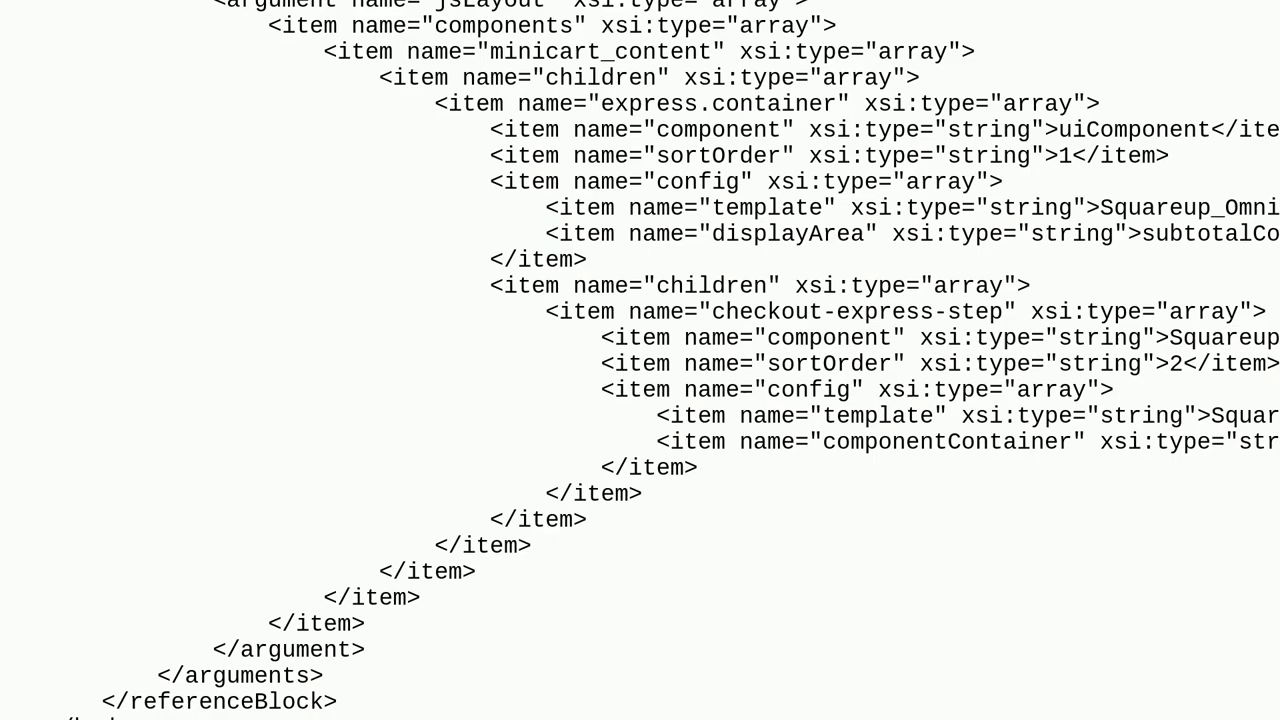 <argument name="jsLayout" xsi:type="array">
<item name="components" xsi:type="array">
<item name="minicart_content" xsi:type="array">
<item name="children" xsi:type="array">
<item name="express.container" xsi:type="array">
<item name="component" xsi:type="string">uiComponent</ite
<item name="sortOrder" xsi:type="string">1</item>
<item name="config" xsi:type="array">
<item name="template" xsi:type="string">Squareup_Omni
<item name="displayArea" xsi:type="string">subtotalCo
</item>
<item name="children" xsi:type="array">
<item name="checkout-express-step" xsi:type="array">
<item name="component" xsi:type="string">Squareup
<item name="sortOrder" xsi:type="string">2</item>
<item name="config" xsi:type="array">
<item name="template" xsi:type="string">Squar
<item name="componentContainer" xsi:type="str
</item>
</item>
</item>
</item>
</item>
</item>
</item>
</argument>
</arguments>
</referenceBlock>